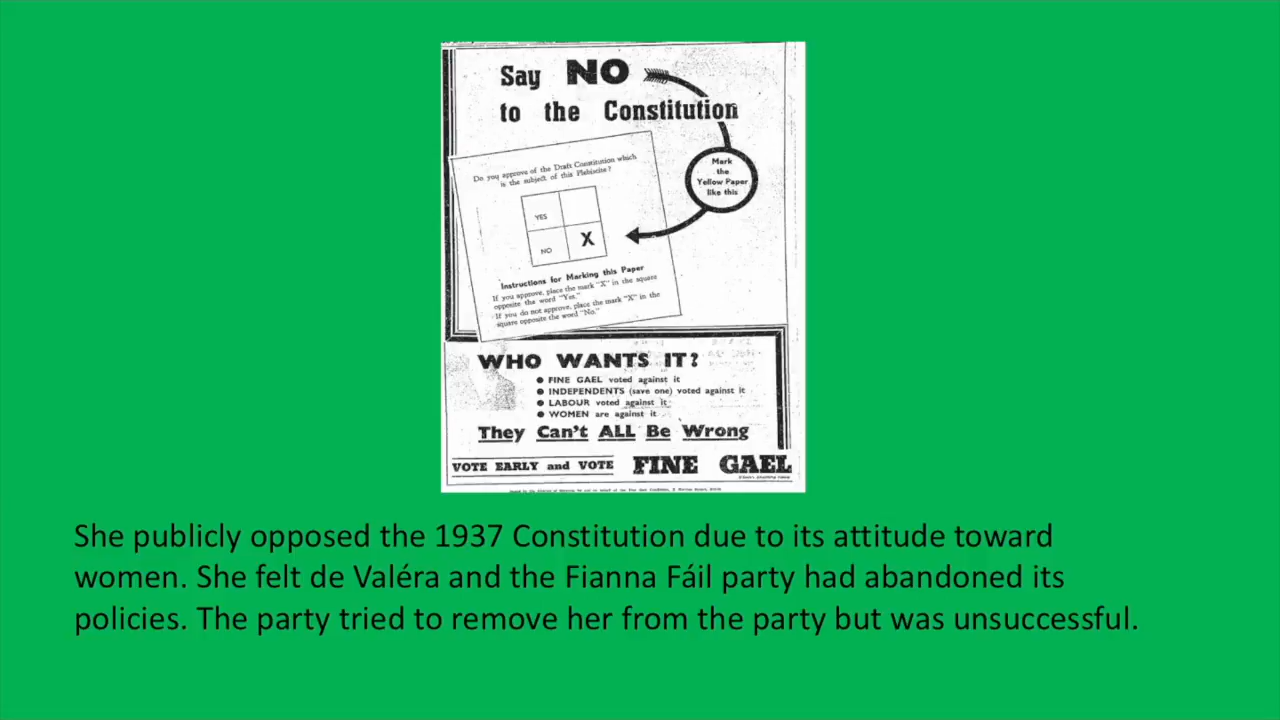 Say NO
to the Constitution
Mark
the
Yellow Paper
like this
Do you approve of the Draft Constitution which
is the subject of this Plebiscite?
YES
NO X
Instructions for Marking this Paper
If you approve, place the mark "X" in the square
opposite the word "Yes."
If you do not approve, place the mark "X" in the
square opposite the word "No."
WHO WANTS IT?
● FINE GAEL voted against it
● INDEPENDENTS (save one) voted against it
● LABOUR voted against it
● WOMEN are against it
They Can't ALL Be Wrong
VOTE EARLY and VOTE FINE GAEL
She publicly opposed the 1937 Constitution due to its attitude toward
women. She felt de Valéra and the Fianna Fáil party had abandoned its
policies. The party tried to remove her from the party but was unsuccessful.